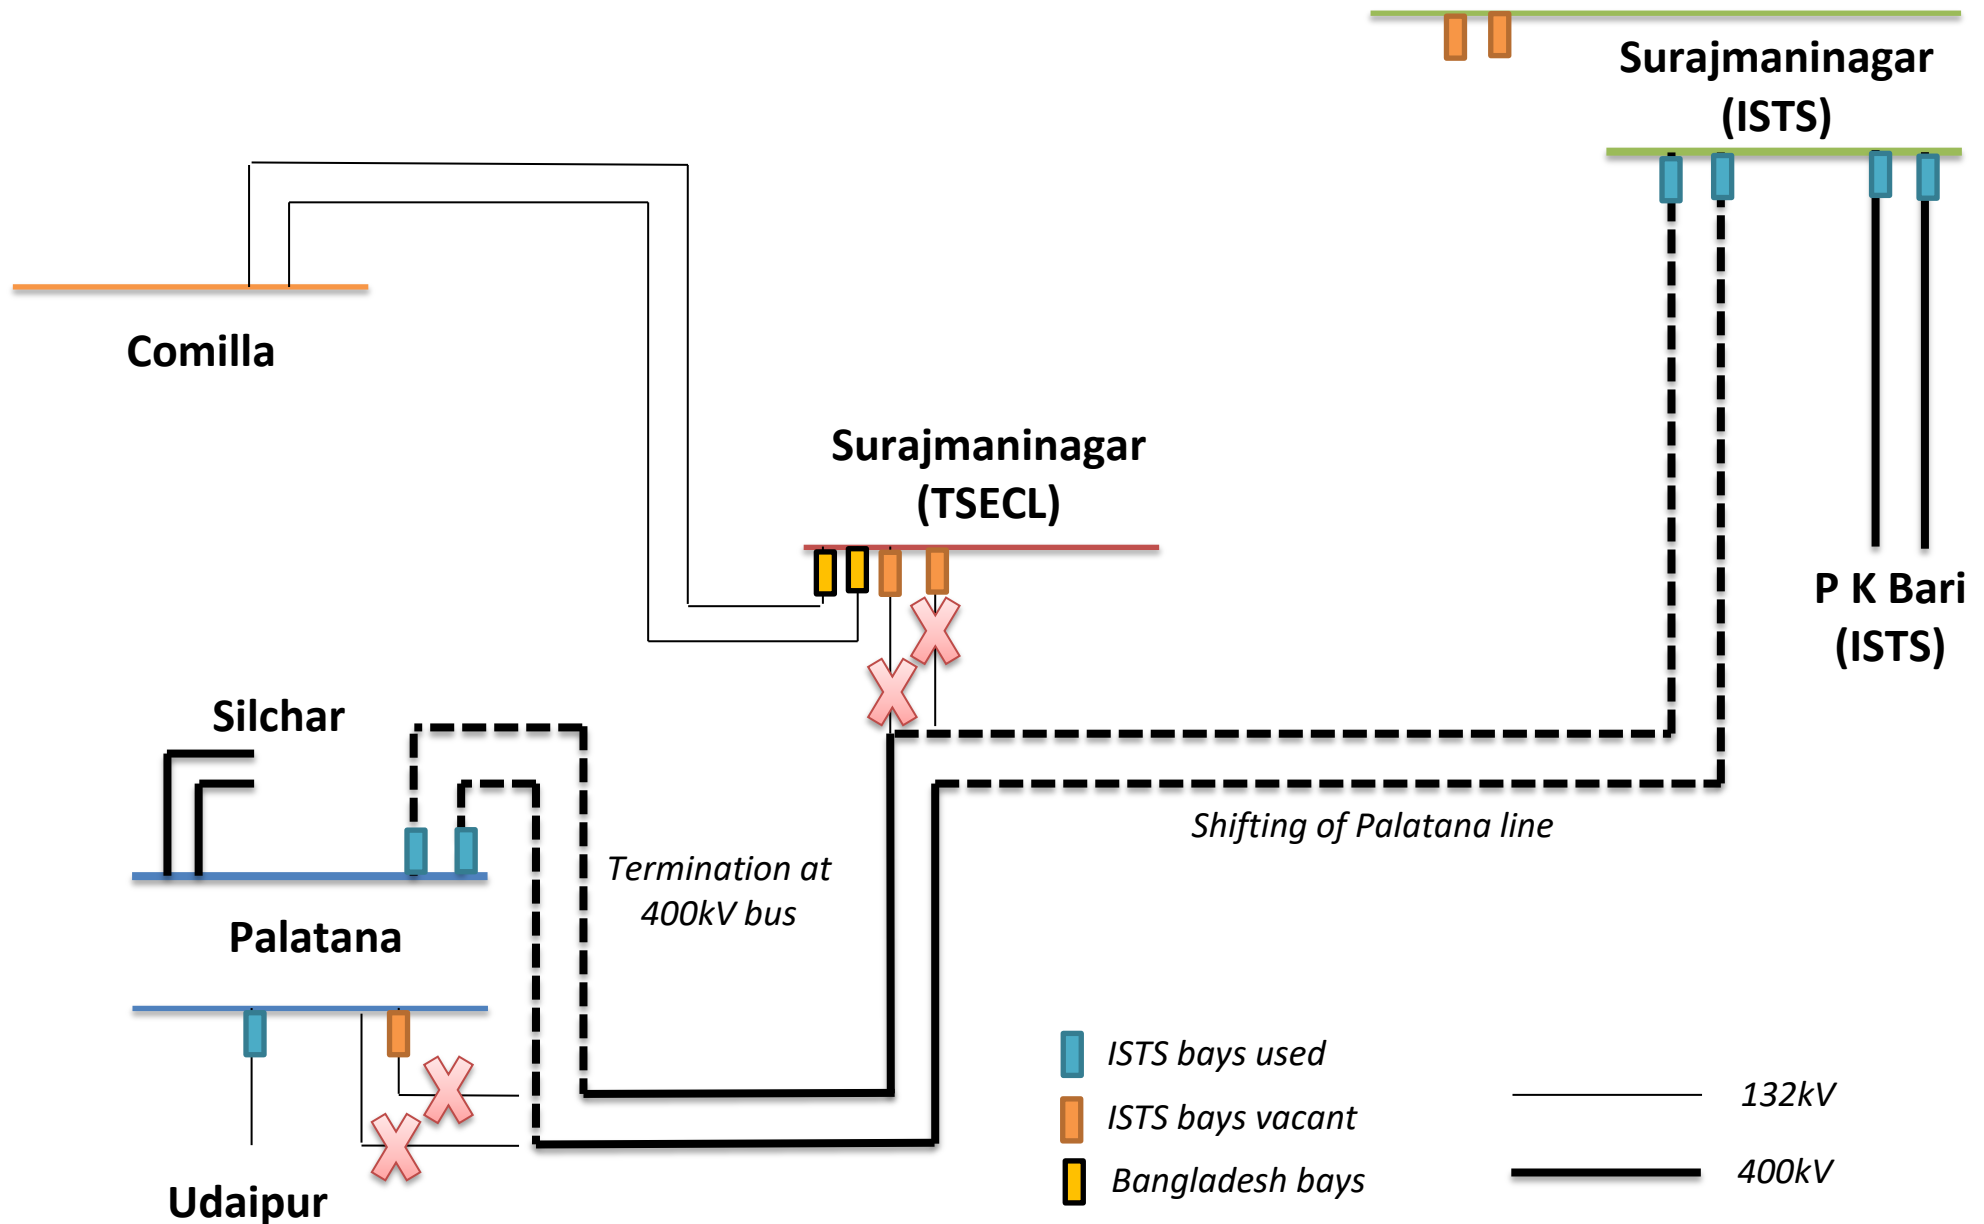 Surajmaninagar
(ISTS)
Comilla
Surajmaninagar
(TSECL)
P K Bari
(ISTS)
Silchar
Shifting of Palatana line
Termination at
400kV bus
Palatana
ISTS bays used
132kV
ISTS bays vacant
400kV
Bangladesh bays
Udaipur